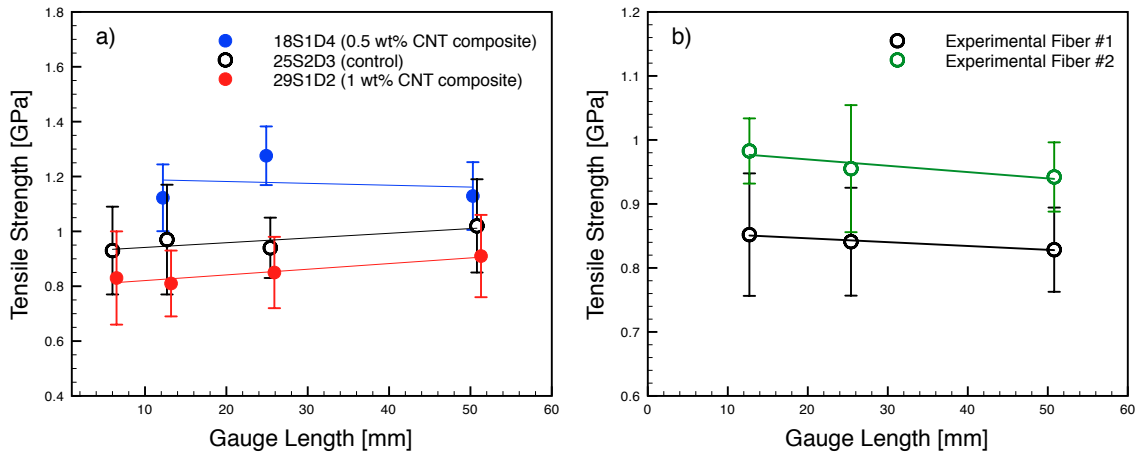 a)
18S1D4 (0.5 wt% CNT composite)
25S2D3 (control)
29S1D2 (1 wt% CNT composite)
Tensile Strength [GPa]
1.8
1.6
1.4
1.2
1
0.8
0.6
0.4
10
20
30
40
50
60
Gauge Length [mm]
b)
Experimental Fiber #1
Experimental Fiber #2
Tensile Strength [GPa]
1.2
1.1
1
0.9
0.8
0.7
0.6
0
10
20
30
40
50
60
Gauge Length [mm]